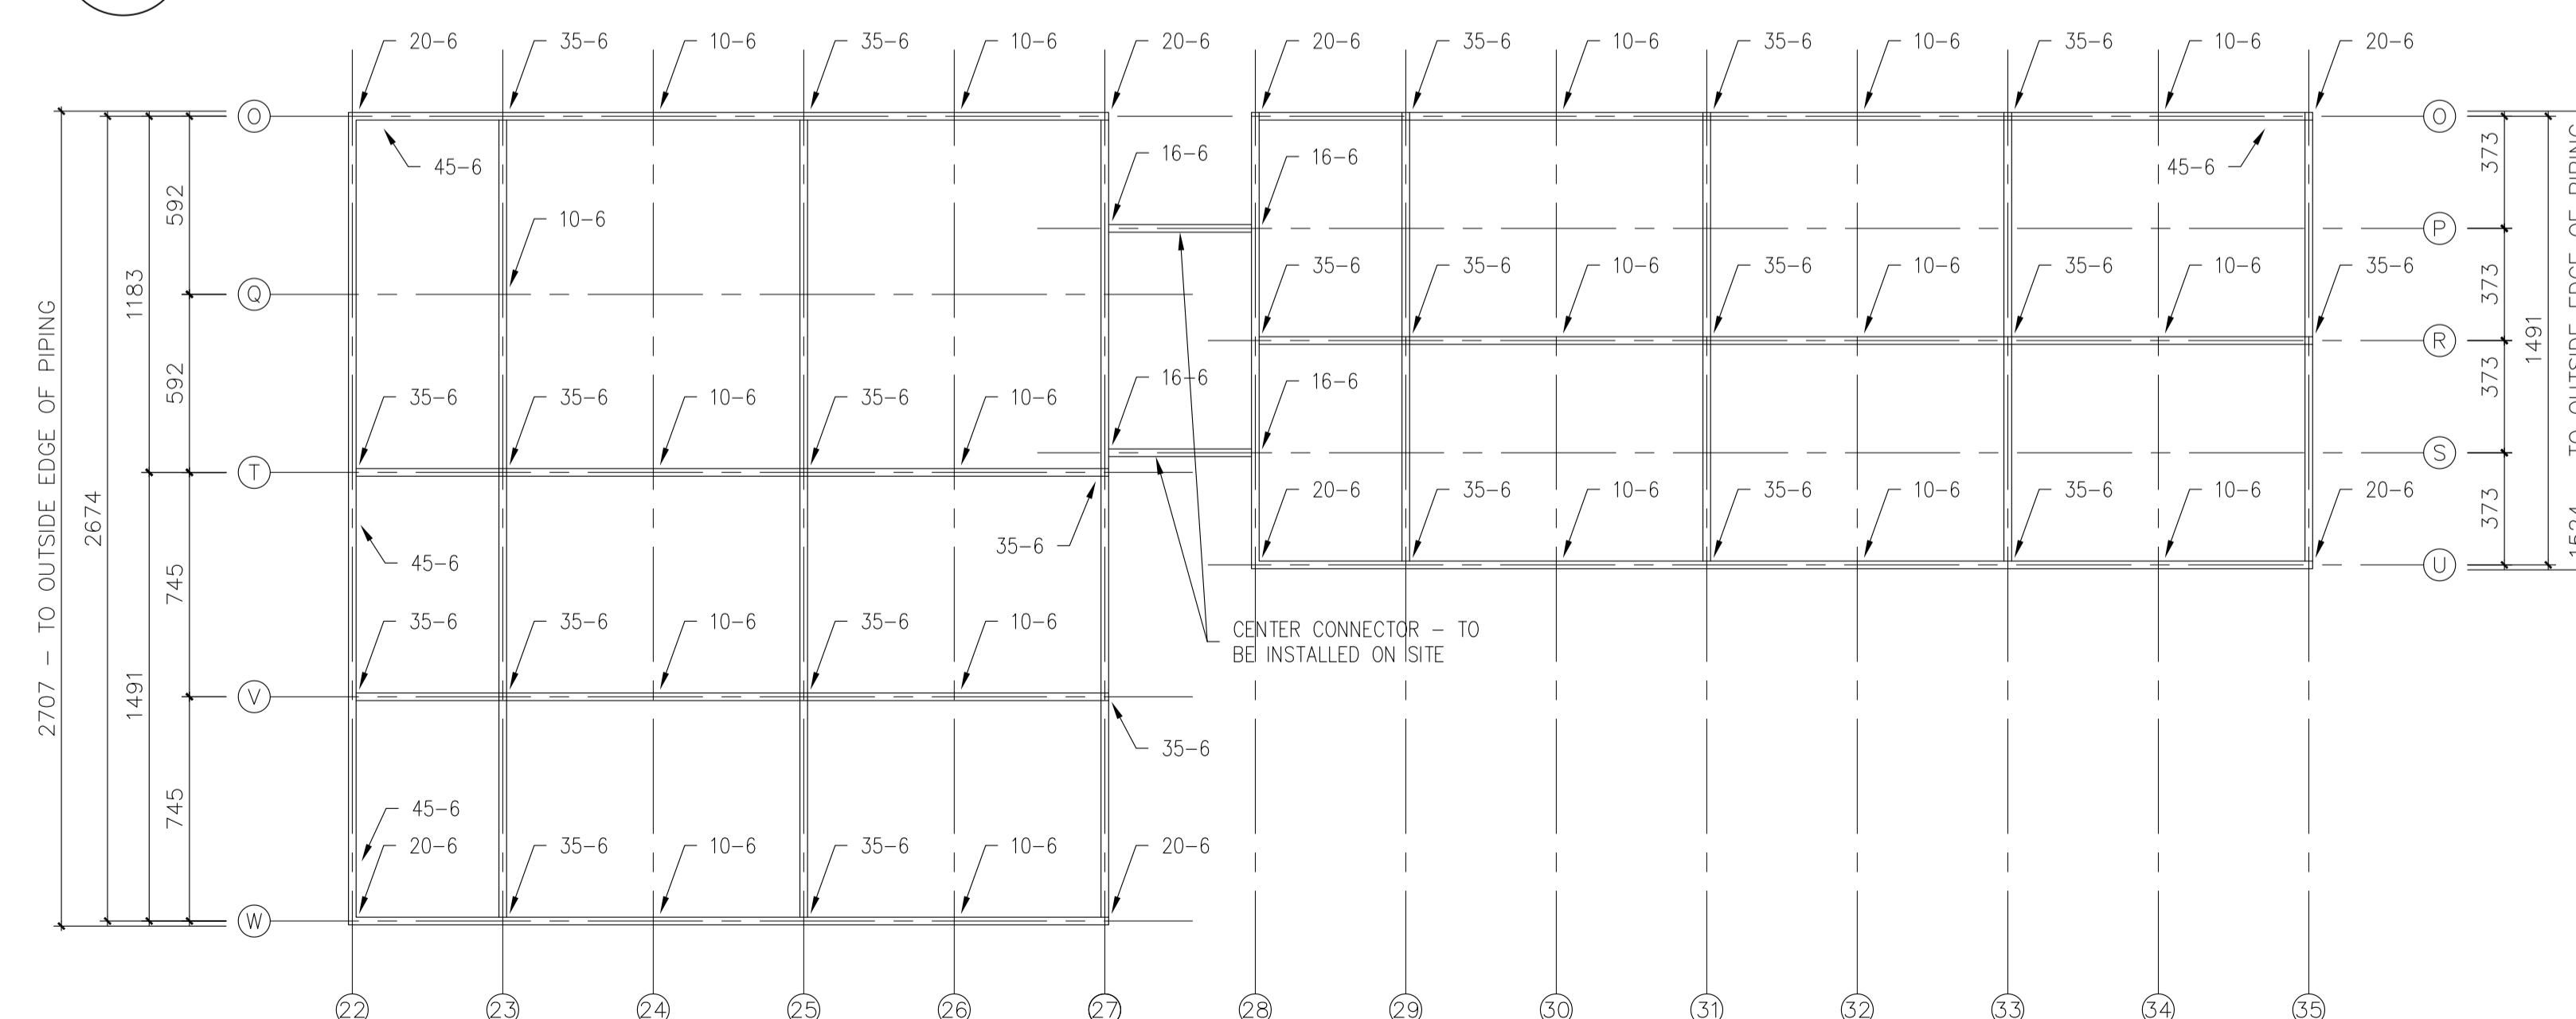 20-6 35-6 10-6 35-6 10-6 20-6 20-6 35-6 10-6 35-6 10-6 35-6 10-6 20-6
O O
45-6 16-6 16-6 45-6
373
592 10-6
P
1183
35-6 35-6 10-6 35-6 10-6 35-6 10-6 35-6
373
Q
R
1491
592
35-6 35-6 10-6 35-6 10-6 16-6 16-6
373
S
T
2674
20-6 35-6 10-6 35-6 10-6 35-6 10-6 20-6
373
35-6
45-6
U
745
35-6 35-6 10-6 35-6 10-6
CENTER CONNECTOR – TO
BE INSTALLED ON SITE
1491
V
35-6
745
45-6
20-6 35-6 10-6 35-6 10-6 20-6
W
2707 – TO OUTSIDE EDGE OF PIPING
1524 – TO OUTSIDE EDGE OF PIPING
22 23 24 25 26 27 28 29 30 31 32 33 34 35